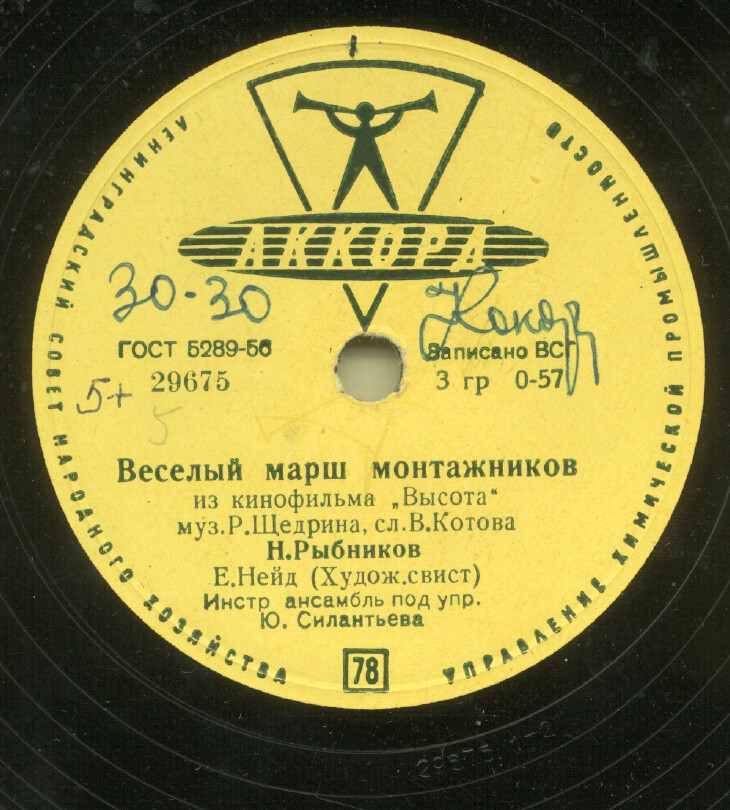 ЛЕНИНГРАДСКИЙ СОВЕТ НАРОДНОГО ХОЗЯЙСТВА
УПРАВЛЕНИЕ ХИМИЧЕСКОЙ ПРОМЫШЛЕННОСТЬЮ
АККОРД
30-30
ГОСТ 5289-56
Записано ВСГ
5+
29675
3 гр 0-57
5
Веселый марш монтажников
из кинофильма „Высота“
муз.Р.Щедрина, сл.В.Котова
Н.Рыбников
Е.Нейд (Худож.свист)
Инстр ансамбль под упр.
Ю. Силантьева
78